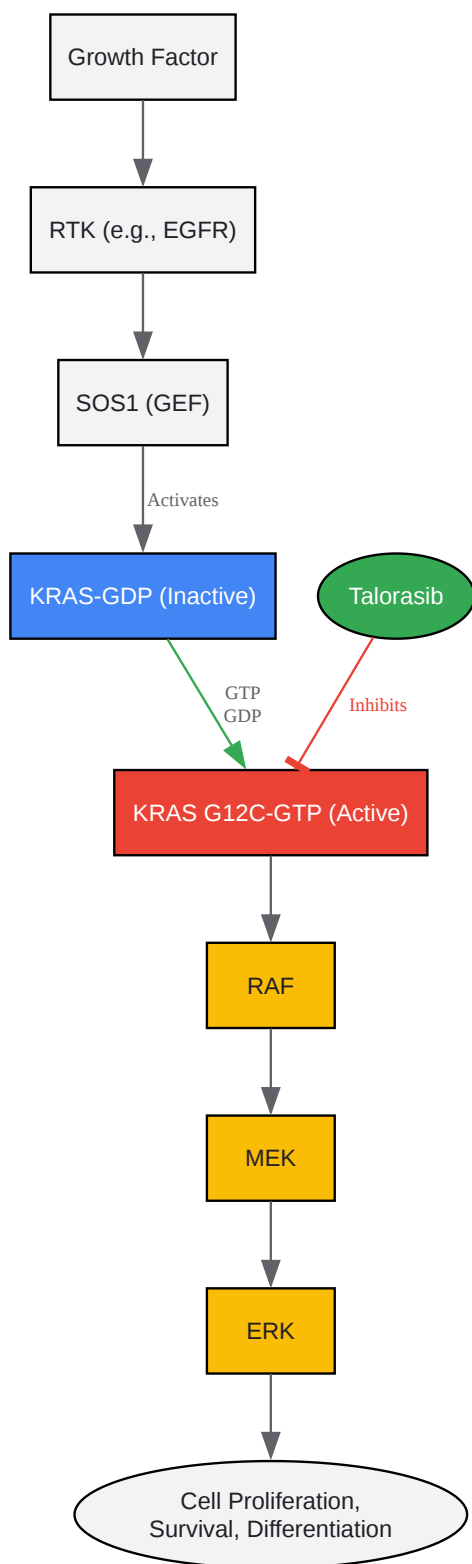 Growth Factor
RTK (e.g., EGFR)
SOS1 (GEF)
Activates
KRAS-GDP (Inactive)
Talorasib
GTP
GDP
Inhibits
KRAS G12C-GTP (Active)
RAF
MEK
ERK
Cell Proliferation,
Survival, Differentiation